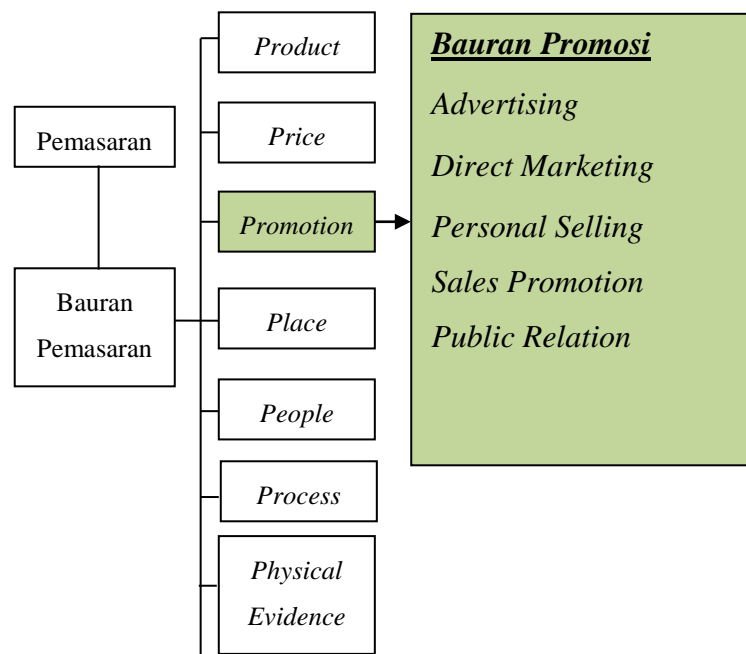 Pemasaran
Bauran
Pemasaran
Product
Price
Promotion
Place
People
Process
Physical
Evidence
Bauran Promosi
Advertising
Direct Marketing
Personal Selling
Sales Promotion
Public Relation